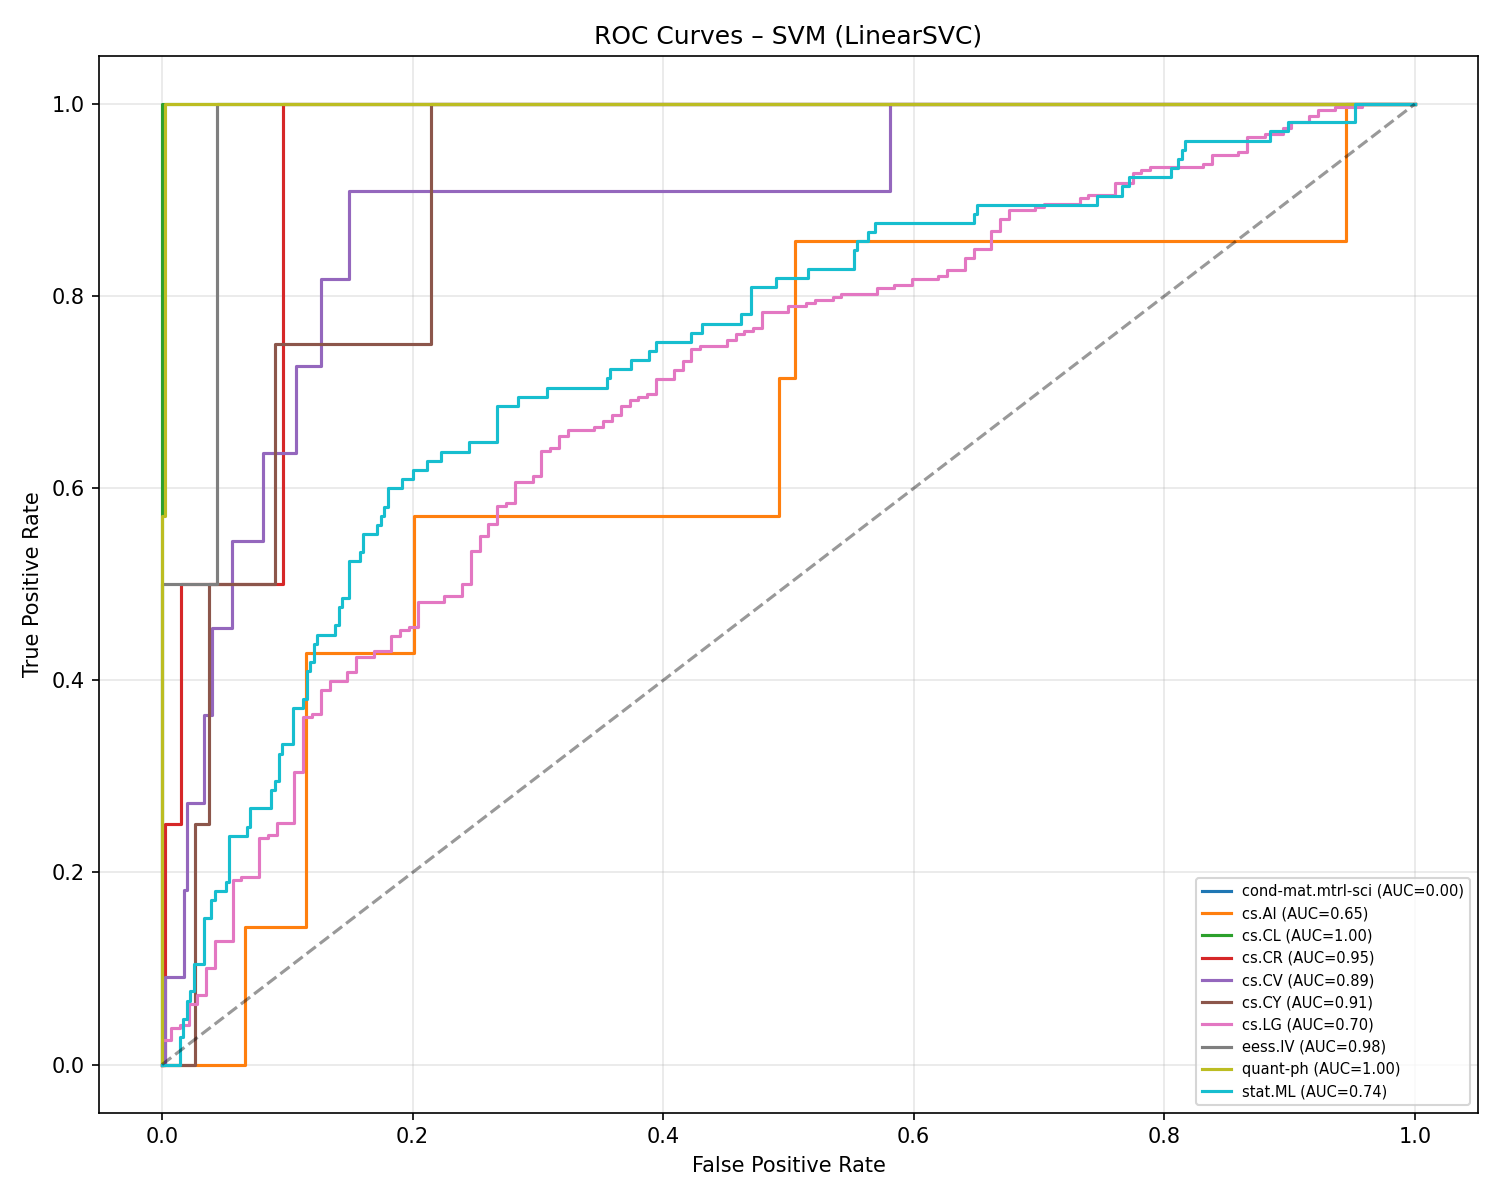 ROC Curves – SVM (LinearSVC)
1.0
0.8
0.6
0.4
0.2
0.0
True Positive Rate
0.0 0.2 0.4 0.6 0.8 1.0
False Positive Rate
cond-mat.mtrl-sci (AUC=0.00)
cs.AI (AUC=0.65)
cs.CL (AUC=1.00)
cs.CR (AUC=0.95)
cs.CV (AUC=0.89)
cs.CY (AUC=0.91)
cs.LG (AUC=0.70)
eess.IV (AUC=0.98)
quant-ph (AUC=1.00)
stat.ML (AUC=0.74)